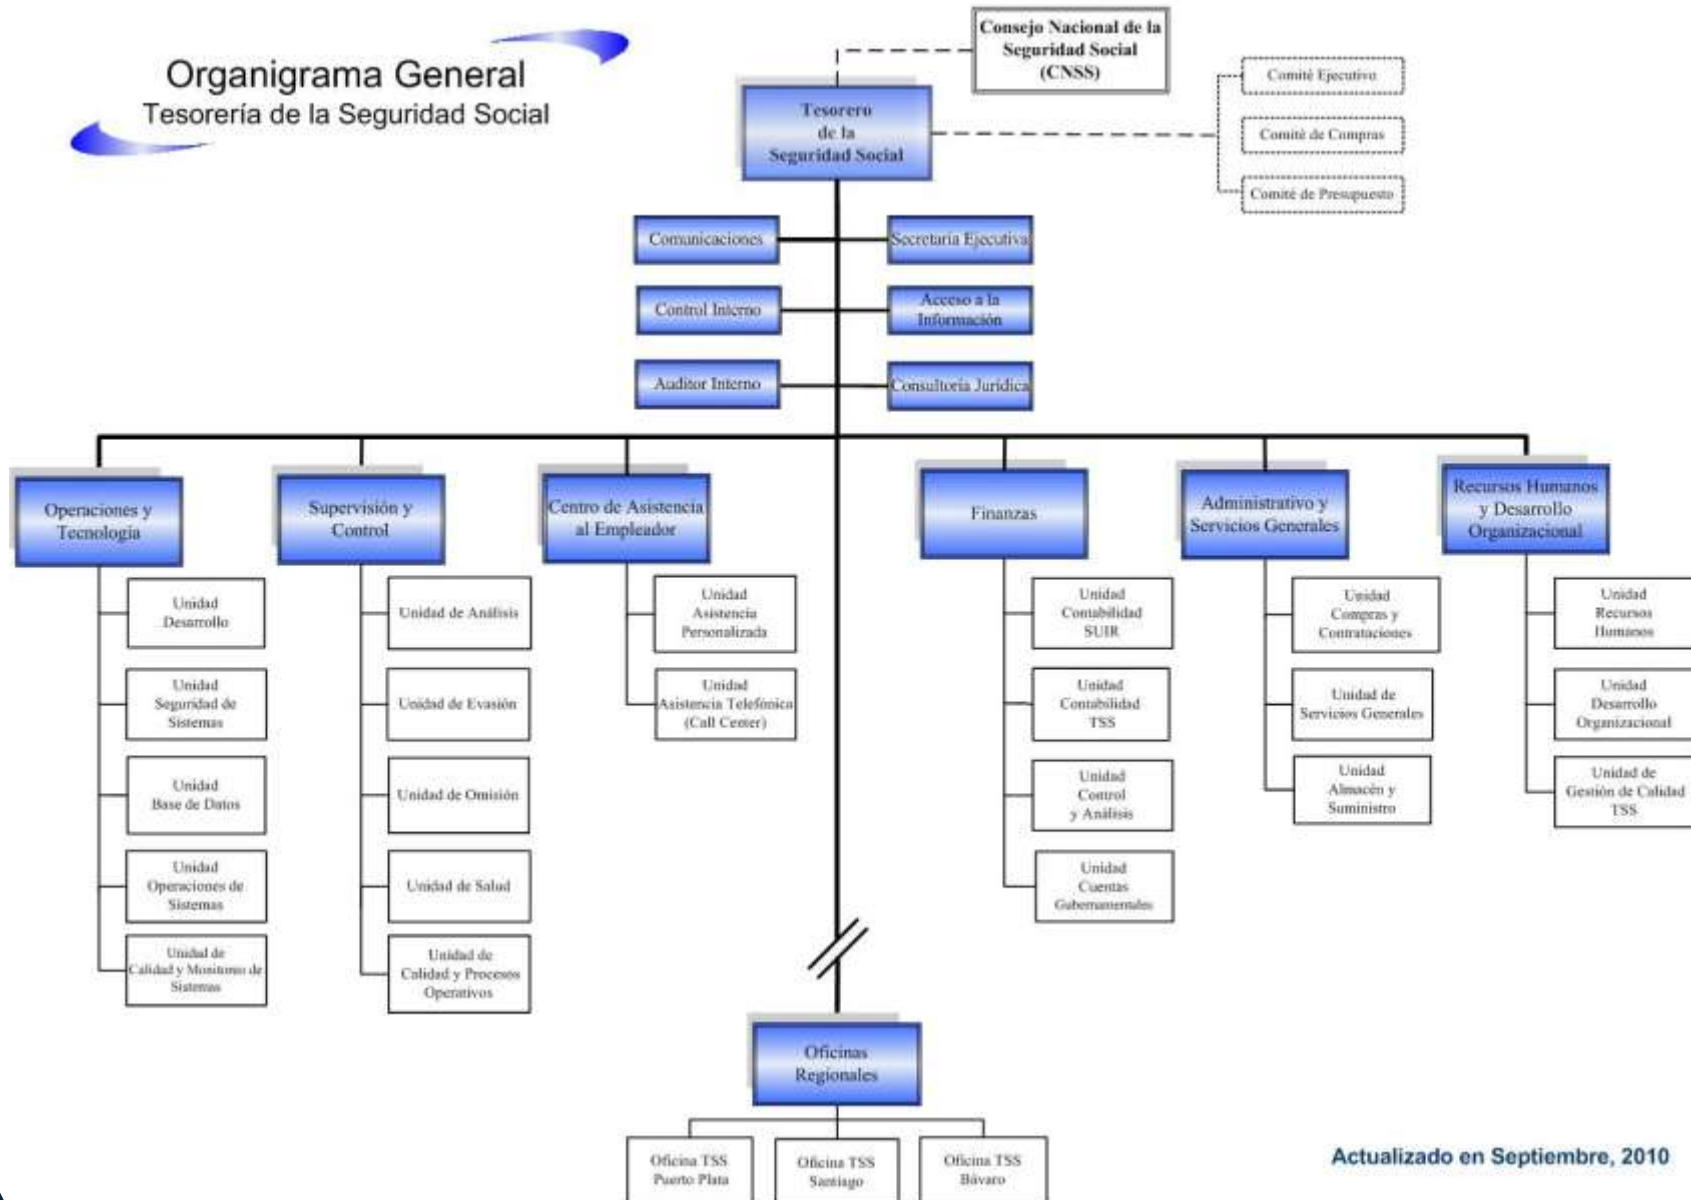 Organigrama General
Tesorería de la Seguridad Social
Consejo Nacional de la
Seguridad Social
(CNSS)
Tesorero
de la
Seguridad Social
Comité Ejecutivo
Comité de Compras
Comité de Presupuesto
Comunicaciones
Secretaría Ejecutiva
Control Interno
Acceso a la
Información
Auditor Interno
Consultoría Jurídica
Operaciones y
Tecnología
Supervisión y
Control
Centro de Asistencia
al Empleador
Finanzas
Administrativo y
Servicios Generales
Recursos Humanos
y Desarrollo
Organizacional
Unidad
Desarrollo
Unidad
Seguridad de
Sistemas
Unidad
Base de Datos
Unidad
Operaciones de
Sistemas
Unidad de
Calidad y Monitoreo de
Sistemas
Unidad de Análisis
Unidad de Evasión
Unidad de Omisión
Unidad de Salud
Unidad de
Calidad y Procesos
Operativos
Unidad
Asistencia
Personalizada
Unidad
Asistencia Telefónica
(Call Center)
Unidad
Contabilidad
SUIR
Unidad
Contabilidad
TSS
Unidad
Control
y Análisis
Unidad
Cuentas
Gubernamentales
Unidad
Compras y
Contrataciones
Unidad de
Servicios Generales
Unidad
Almacén y
Suministro
Unidad
Recursos
Humanos
Unidad
Desarrollo
Organizacional
Unidad de
Gestión de Calidad
TSS
Oficinas
Regionales
Oficina TSS
Puerto Plata
Oficina TSS
Santiago
Oficina TSS
Bávaro
Actualizado en Septiembre, 2010